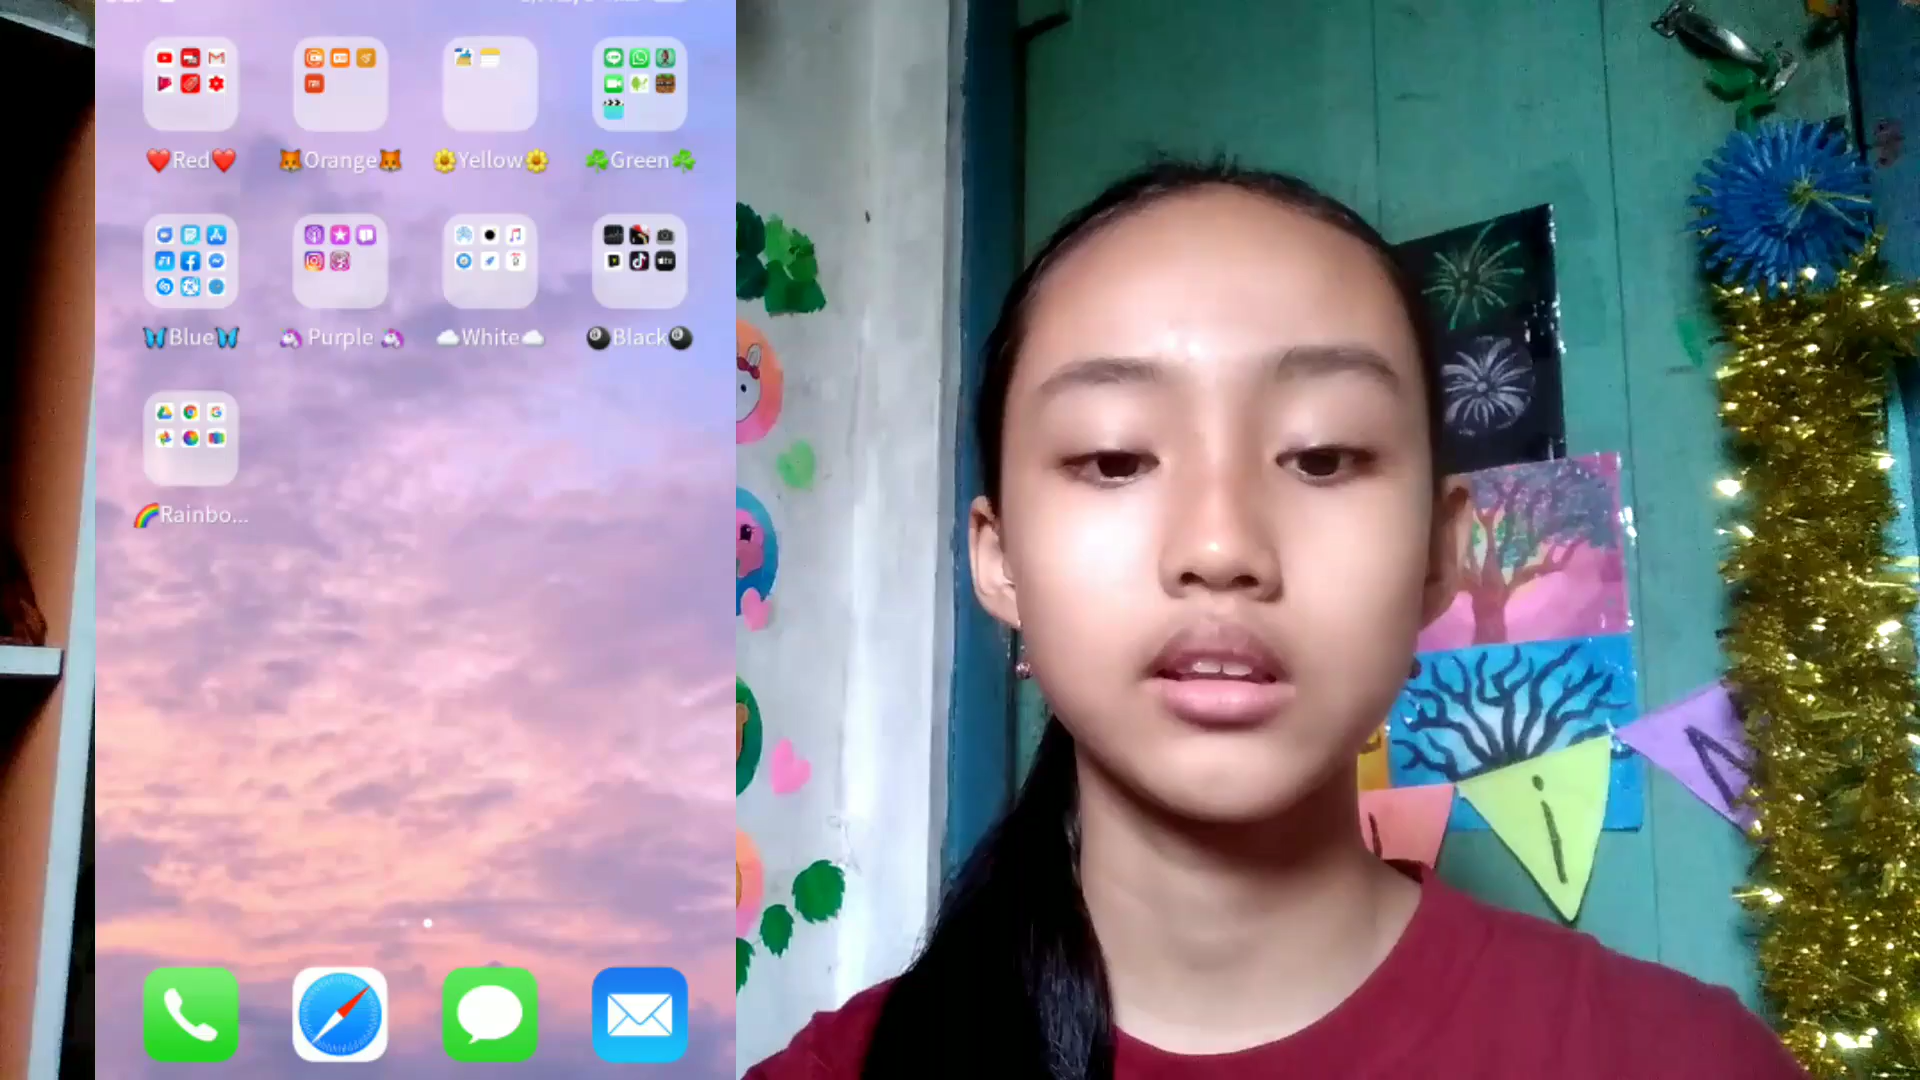 ❤️Red❤️
🦊Orange🦊
🌼Yellow🌼
☘️Green☘️
🦋Blue🦋
🦄Purple🦄
☁️White☁️
🎱Black🎱
🌈Rainbo...
i
N